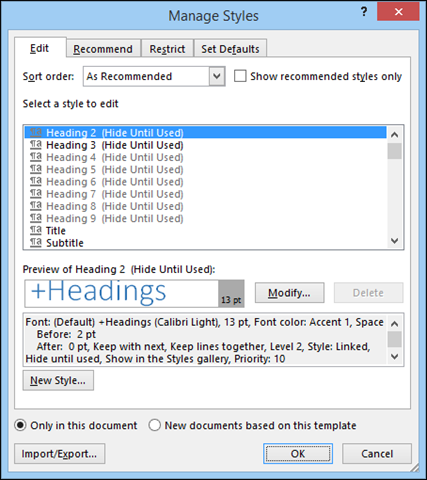 Manage Styles
?
Edit Recommend Restrict Set Defaults
Sort order: As Recommended Show recommended styles only
Select a style to edit
¶a Heading 2 (Hide Until Used)
¶a Heading 3 (Hide Until Used)
¶a Heading 4 (Hide Until Used)
¶a Heading 5 (Hide Until Used)
¶a Heading 6 (Hide Until Used)
¶a Heading 7 (Hide Until Used)
¶a Heading 8 (Hide Until Used)
¶a Heading 9 (Hide Until Used)
¶a Title
¶a Subtitle
Preview of Heading 2 (Hide Until Used):
+Headings 13 pt Modify... Delete
Font: (Default) +Headings (Calibri Light), 13 pt, Font color: Accent 1, Space
Before: 2 pt
After: 0 pt, Keep with next, Keep lines together, Level 2, Style: Linked,
Hide until used, Show in the Styles gallery, Priority: 10
New Style...
Only in this document New documents based on this template
Import/Export... OK Cancel